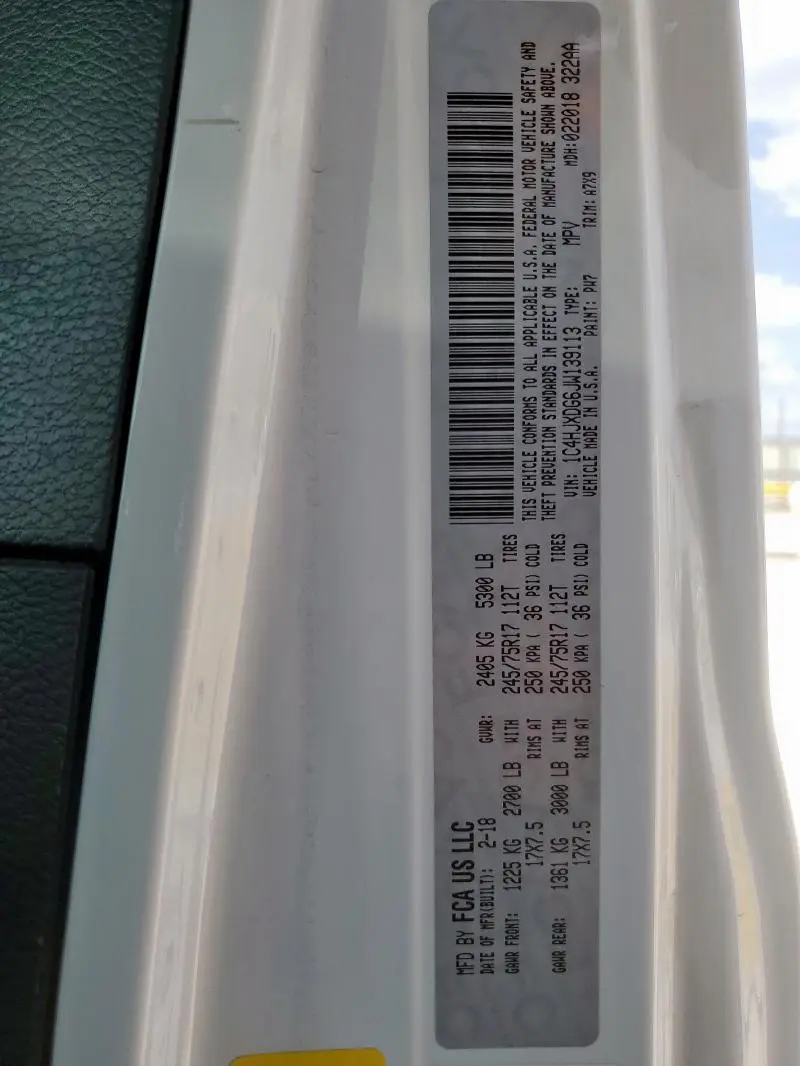 MFD BY FCA US LLC
DATE OF MFR(BUILT): 2-18 GVWR: 2405 KG 5300 LB
GAWR FRONT: 1225 KG 2700 LB WITH 245/75R17 112T TIRES
17X7.5 RIMS AT 250 KPA ( 36 PSI) COLD
GAWR REAR: 1361 KG 3000 LB WITH 245/75R17 112T TIRES
17X7.5 RIMS AT 250 KPA ( 36 PSI) COLD
THIS VEHICLE CONFORMS TO ALL APPLICABLE U.S.A. FEDERAL MOTOR VEHICLE SAFETY AND
THEFT PREVENTION STANDARDS IN EFFECT ON THE DATE OF MANUFACTURE SHOWN ABOVE.
VIN: 1C4HJXDG6JW139113 TYPE: MPV MDH:022018 322AA
VEHICLE MADE IN U.S.A. PAINT: PW7 TRIM: A7X9